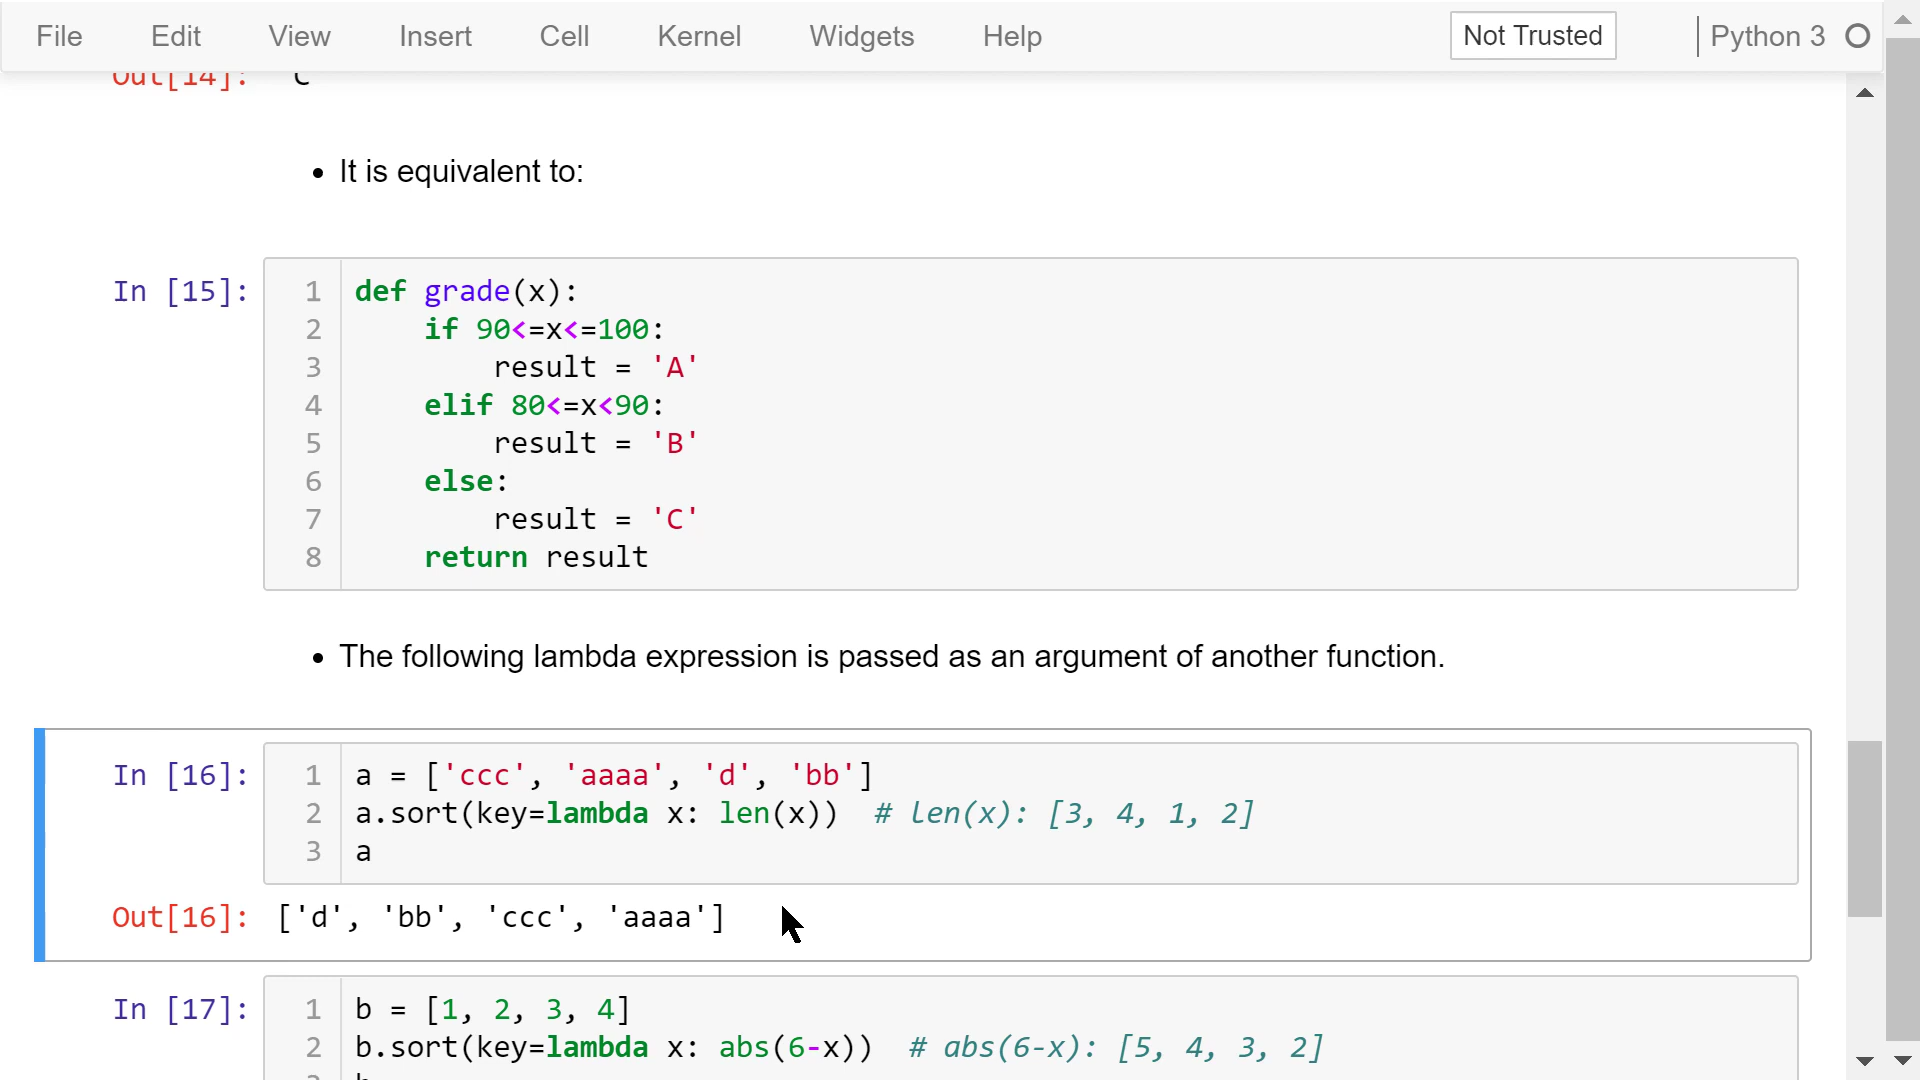 File Edit View Insert Cell Kernel Widgets Help Not Trusted Python 3
Out[14]: 'C'
• It is equivalent to:
In [15]: 1 def grade(x):
2     if 90<=x<=100:
3         result = 'A'
4     elif 80<=x<90:
5         result = 'B'
6     else:
7         result = 'C'
8     return result
• The following lambda expression is passed as an argument of another function.
In [16]: 1 a = ['ccc', 'aaaa', 'd', 'bb']
2 a.sort(key=lambda x: len(x))  # len(x): [3, 4, 1, 2]
3 a
Out[16]: ['d', 'bb', 'ccc', 'aaaa']
In [17]: 1 b = [1, 2, 3, 4]
2 b.sort(key=lambda x: abs(6-x))  # abs(6-x): [5, 4, 3, 2]